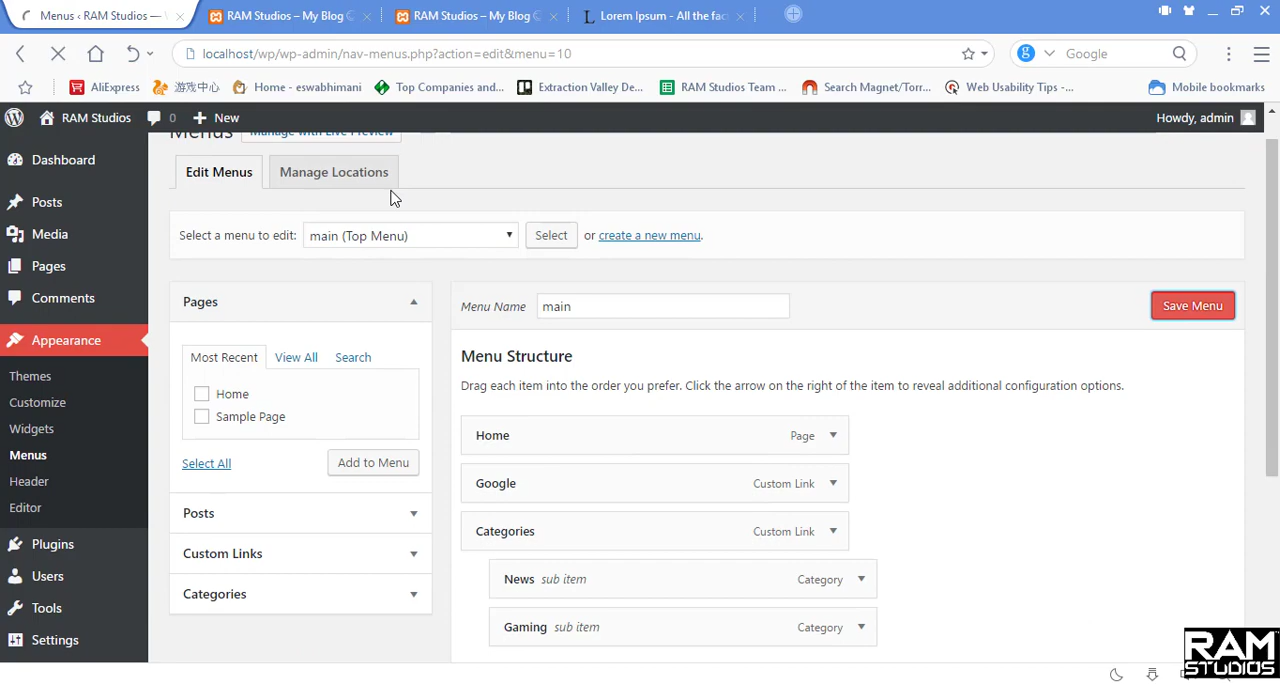 Menus ‹ RAM Studios —
RAM Studios – My Blog
RAM Studios – My Blog
Lorem Ipsum - All the fac
localhost/wp/wp-admin/nav-menus.php?action=edit&menu=10
Google
AliExpress
游戏中心
Home - eswabhimani
Top Companies and...
Extraction Valley De...
RAM Studios Team ...
Search Magnet/Torr...
Web Usability Tips -...
Mobile bookmarks
RAM Studios
0
New
Howdy, admin
Menus
Manage with Live Preview
Dashboard
Posts
Media
Pages
Comments
Appearance
Themes
Customize
Widgets
Menus
Header
Editor
Plugins
Users
Tools
Settings
Edit Menus
Manage Locations
Select a menu to edit:
main (Top Menu)
Select
or create a new menu.
Pages
Most Recent
View All
Search
Home
Sample Page
Select All
Add to Menu
Posts
Custom Links
Categories
Menu Name
main
Save Menu
Menu Structure
Drag each item into the order you prefer. Click the arrow on the right of the item to reveal additional configuration options.
Home
Page
Google
Custom Link
Categories
Custom Link
News sub item
Category
Gaming sub item
Category
RAM
STUDIOS